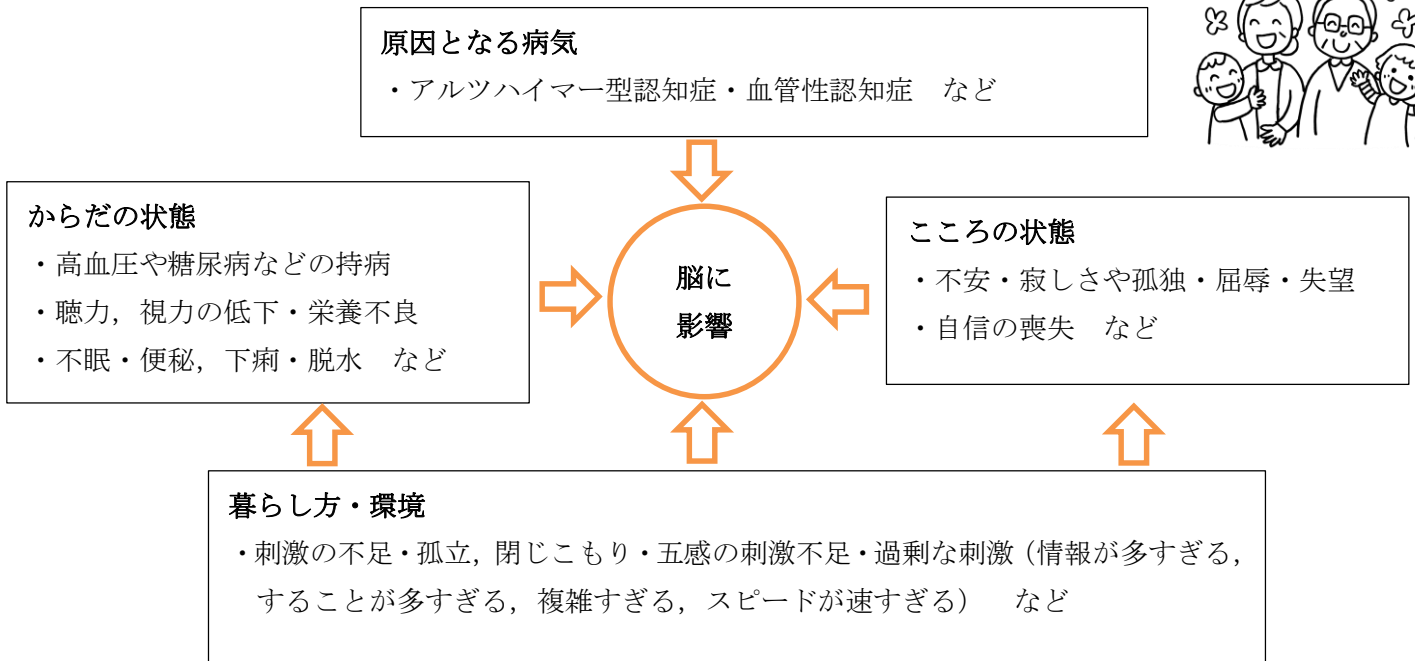 原因となる病気
・アルツハイマー型認知症・血管性認知症　など
からだの状態
・高血圧や糖尿病などの持病
・聴力，視力の低下・栄養不良
・不眠・便秘，下痢・脱水　など
脳に
影響
こころの状態
・不安・寂しさや孤独・屈辱・失望
・自信の喪失　など
暮らし方・環境
・刺激の不足・孤立，閉じこもり・五感の刺激不足・過剰な刺激（情報が多すぎる，
することが多すぎる，複雑すぎる，スピードが速すぎる）　など